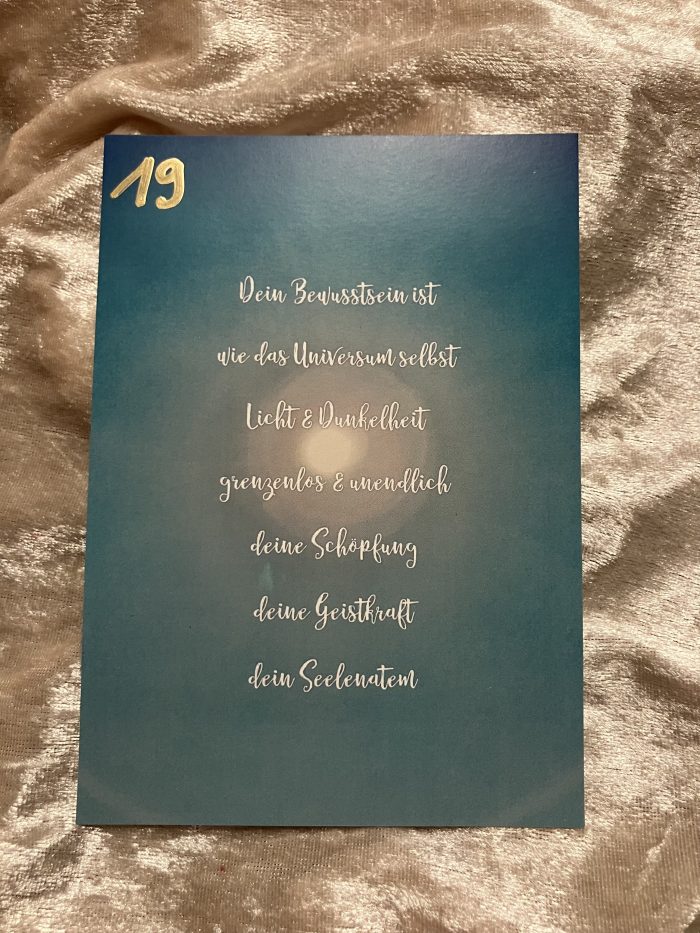 19
Dein Bewusstsein ist
wie das Universum selbst
Licht & Dunkelheit
grenzenlos & unendlich
deine Schöpfung
deine Geistkraft
dein Seelenatem